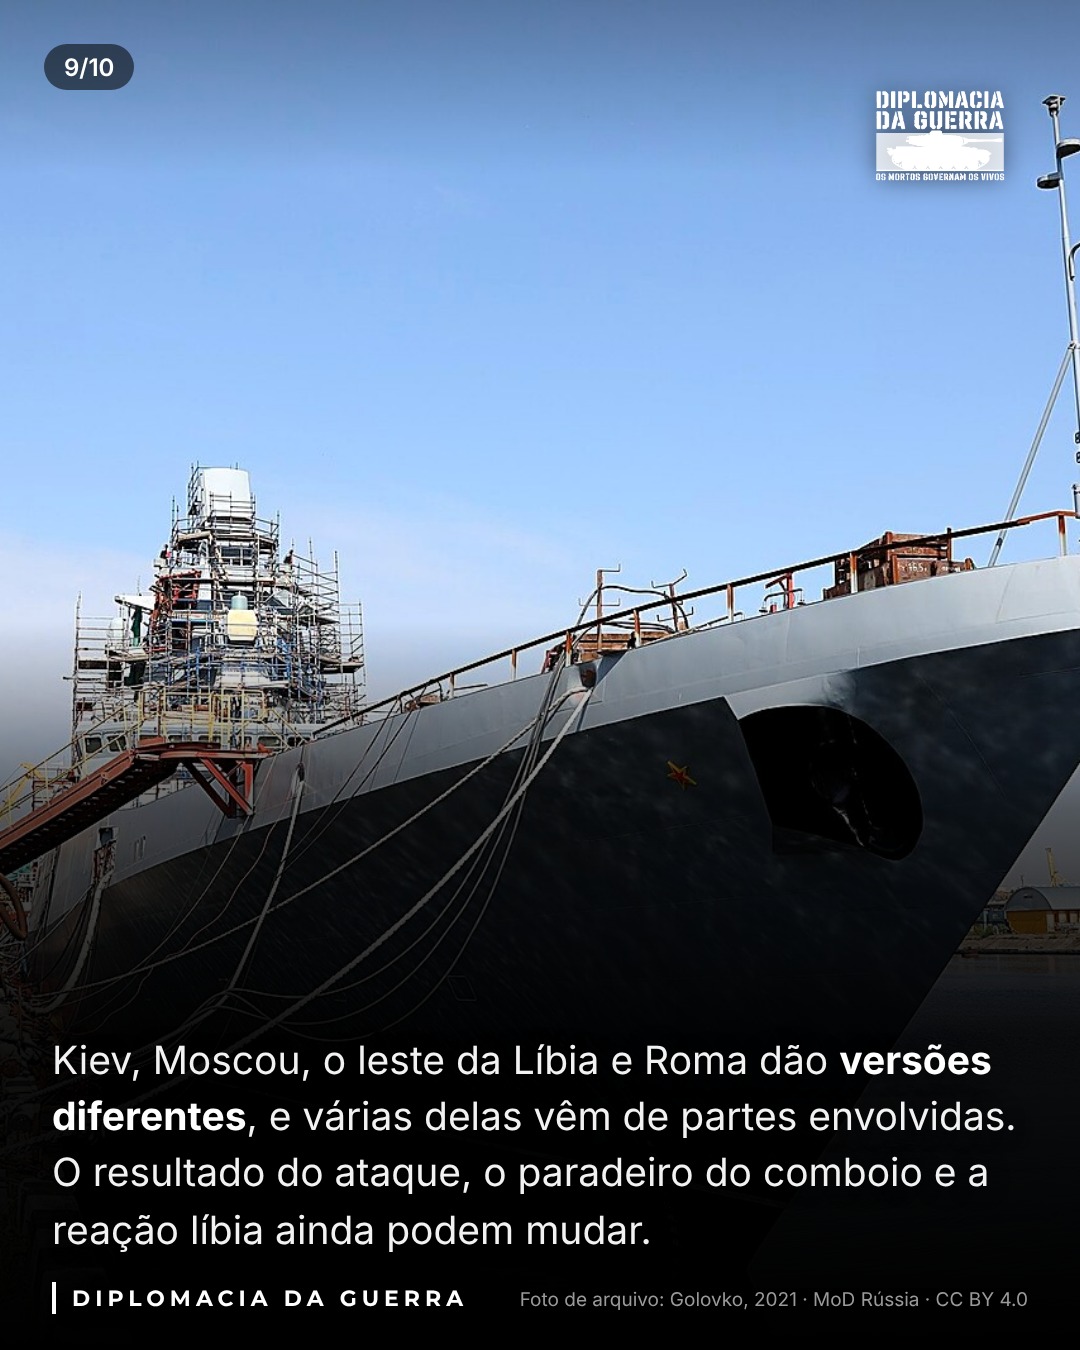 9/10
DIPLOMACIA
DA GUERRA
OS MORTOS GOVERNAM OS VIVOS
Kiev, Moscou, o leste da Líbia e Roma dão versões
diferentes, e várias delas vêm de partes envolvidas.
O resultado do ataque, o paradeiro do comboio e a
reação líbia ainda podem mudar.
DIPLOMACIA DA GUERRA
Foto de arquivo: Golovko, 2021 · MoD Rússia · CC BY 4.0